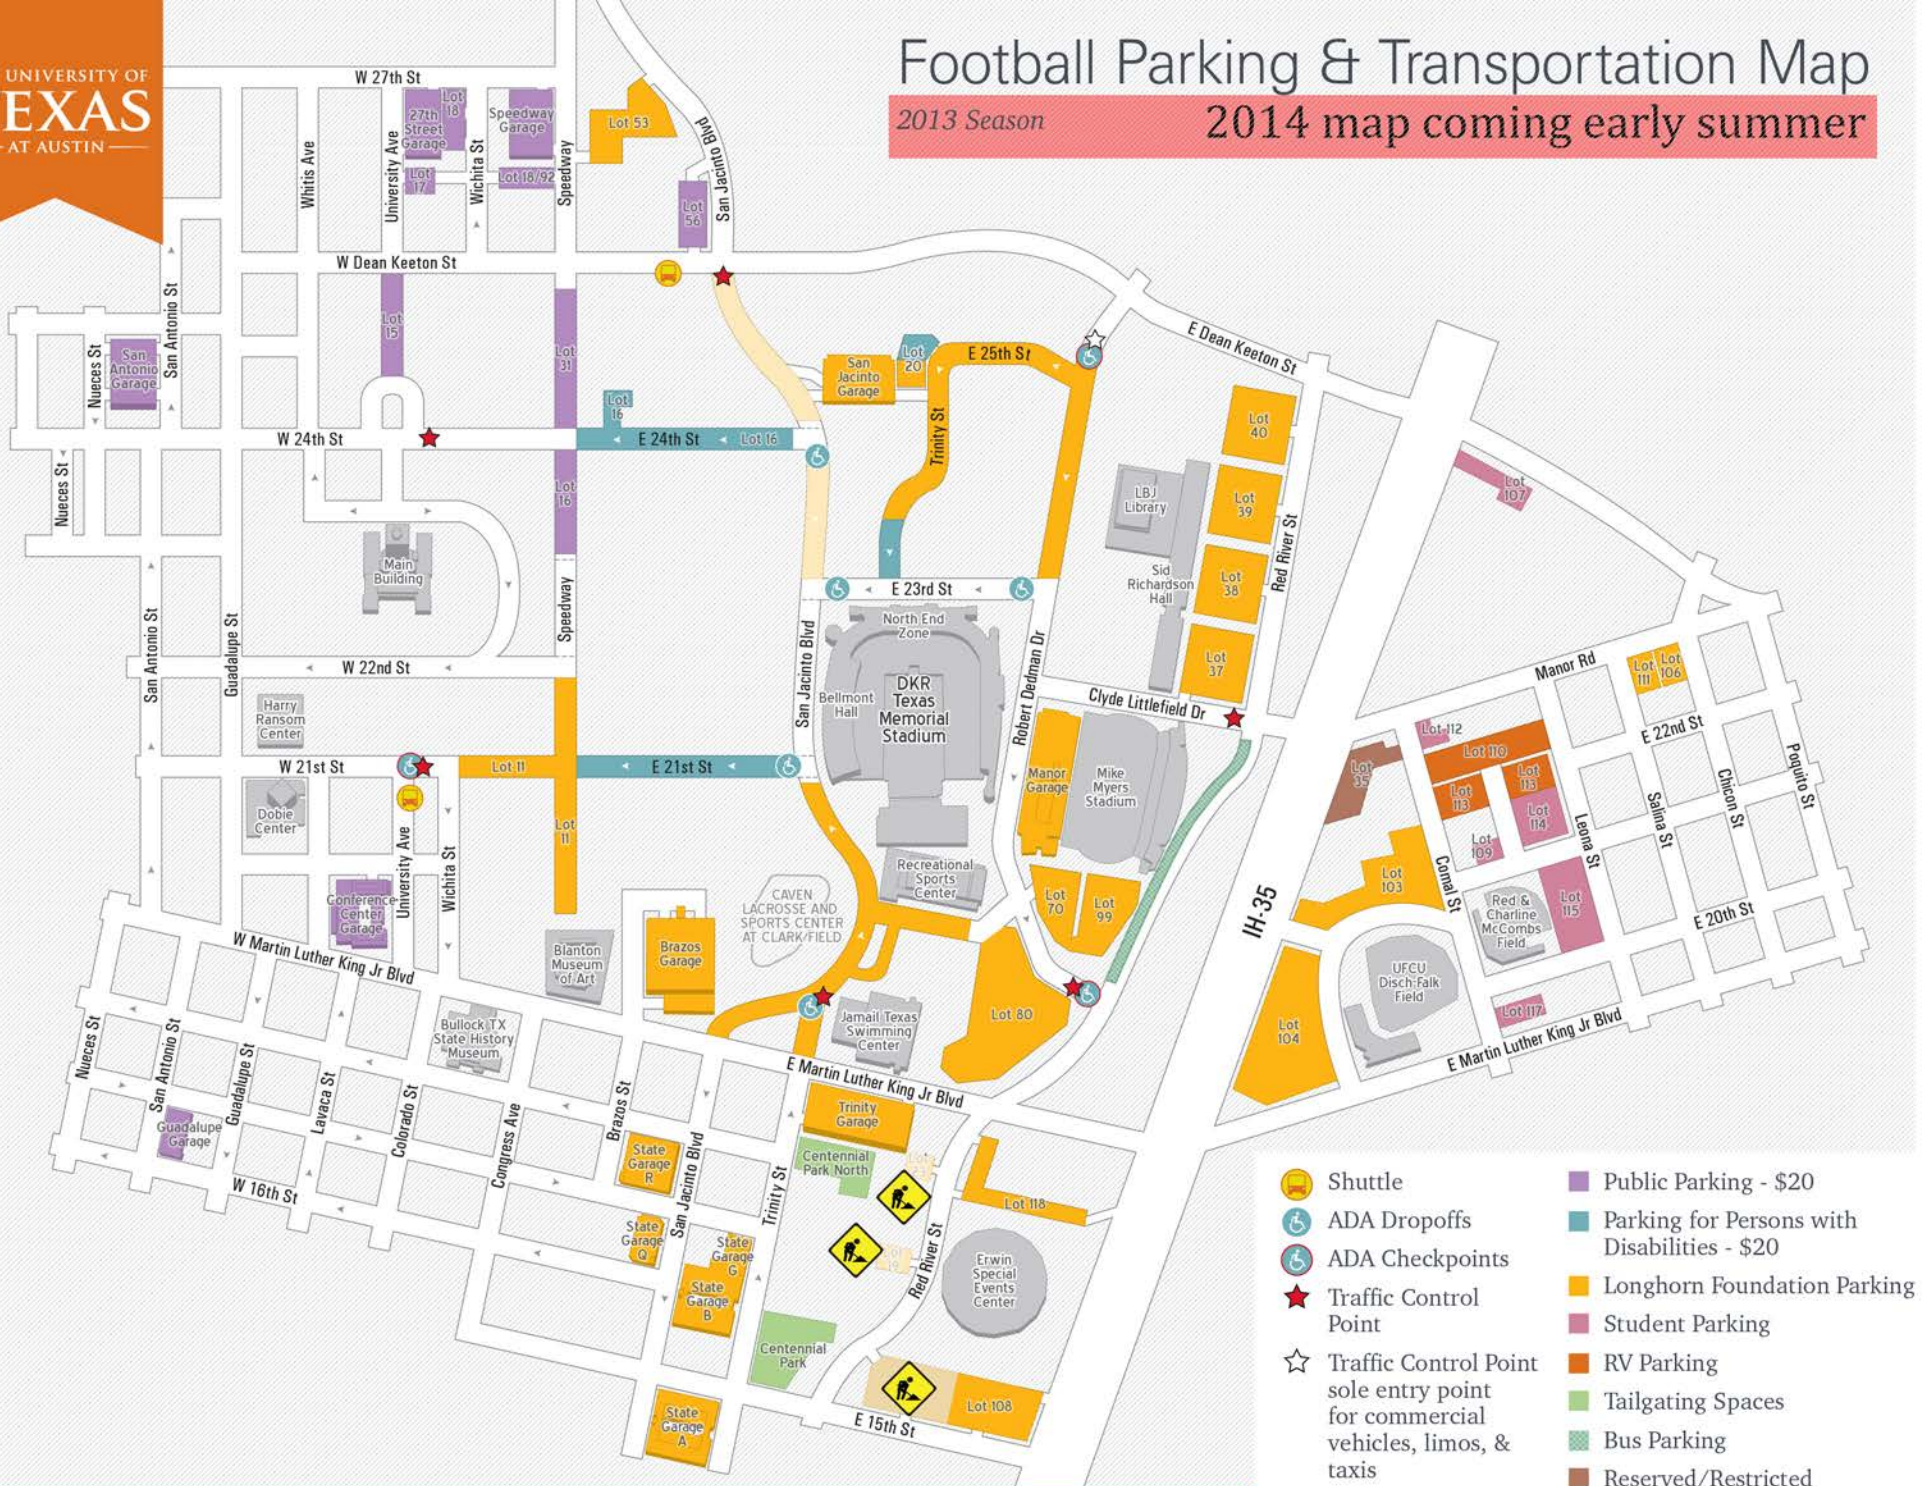 UNIVERSITY OF
EXAS
AT AUSTIN
Football Parking & Transportation Map
2013 Season
2014 map coming early summer
W 27th St
27th
Street
Garage
Lot
18
Speedway
Garage
Lot 53
Whitis Ave
University Ave
Wichita St
Speedway
San Jacinto Blvd
Lot
17
Lot 18/92
Lot
56
San Jacinto Blvd
W Dean Keeton St
E Dean Keeton St
Nueces St
San
Antonio
Garage
San Antonio St
Lot
15
Lot
31
Lot
16
San
Jacinto
Garage
Lot
20
E 25th St
Trinity St
W 24th St
E 24th St
Lot 16
Nueces St
Lot
16
Main
Building
Lot
40
LBJ
Library
Lot
39
Sid
Richardson
Hall
Lot
38
Red River St
Lot
37
Lot
107
E 23rd St
San Antonio St
Guadalupe St
Speedway
W 22nd St
San Jacinto Blvd
North End
Zone
Bellmont
Hall
DKR
Texas
Memorial
Stadium
Robert Dedman Dr
Clyde Littlefield Dr
Harry
Ransom
Center
W 21st St
Lot 11
E 21st St
Lot
11
Dobie
Center
University Ave
Wichita St
Manor
Garage
Mike
Myers
Stadium
Recreational
Sports
Center
Lot
70
Lot
99
Manor Rd
Lot
111
Lot
106
Lot 112
Lot 110
Lot
35
Lot
113
Lot
113
Lot
114
Lot
109
E 22nd St
Leona St
Salina St
Chicon St
Poquito St
Lot
103
Comal St
Red &
Charline
McCombs
Field
Lot
115
E 20th St
IH-35
UFCU
Disch-Falk
Field
Lot
104
Lot 117
E Martin Luther King Jr Blvd
Conference
Center
Garage
W Martin Luther King Jr Blvd
Blanton
Museum
of Art
Brazos
Garage
CAVEN
LACROSSE AND
SPORTS CENTER
AT CLARK FIELD
Jamail Texas
Swimming
Center
Lot 80
Bullock TX
State History
Museum
E Martin Luther King Jr Blvd
Nueces St
San Antonio St
Guadalupe St
Lavaca St
Colorado St
Congress Ave
Brazos St
San Jacinto Blvd
Trinity St
Guadalupe
Garage
W 16th St
Trinity
Garage
Centennial
Park North
State
Garage
R
State
Garage
Q
State
Garage
G
State
Garage
B
State
Garage
A
Centennial
Park
Lot 118
Red River St
Erwin
Special
Events
Center
Lot 108
E 15th St
Shuttle
ADA Dropoffs
ADA Checkpoints
Traffic Control
Point
Traffic Control Point
sole entry point
for commercial
vehicles, limos, &
taxis
Public Parking - $20
Parking for Persons with
Disabilities - $20
Longhorn Foundation Parking
Student Parking
RV Parking
Tailgating Spaces
Bus Parking
Reserved/Restricted